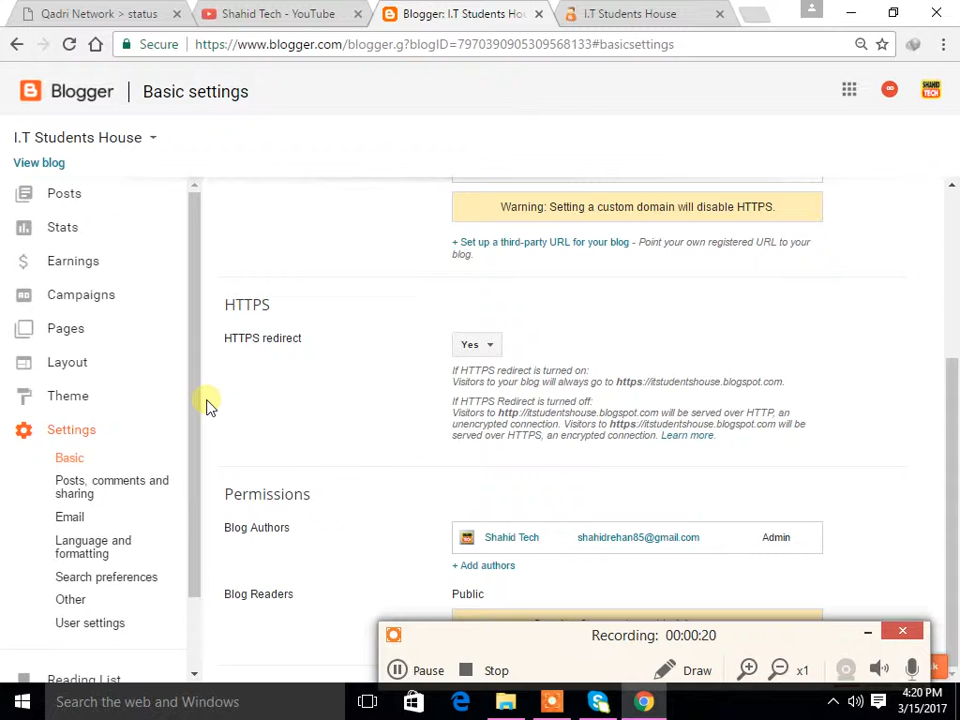 Qadri Network > status
Shahid Tech - YouTube
Blogger: I.T Students Ho
I.T Students House
Secure
https://www.blogger.com/blogger.g?blogID=7970390905309568133#basicsettings
Blogger
Basic settings
SHAHID
TECH
I.T Students House
View blog
Posts
Stats
Earnings
Campaigns
Pages
Layout
Theme
Settings
Basic
Posts, comments and
sharing
Email
Language and
formatting
Search preferences
Other
User settings
Reading List
Warning: Setting a custom domain will disable HTTPS.
+ Set up a third-party URL for your blog - Point your own registered URL to your
blog.
HTTPS
HTTPS redirect
Yes
If HTTPS redirect is turned on:
Visitors to your blog will always go to https://itstudentshouse.blogspot.com.
If HTTPS Redirect is turned off:
Visitors to http://itstudentshouse.blogspot.com will be served over HTTP, an
unencrypted connection. Visitors to https://itstudentshouse.blogspot.com will be
served over HTTPS, an encrypted connection. Learn more.
Permissions
Blog Authors
Shahid Tech
shahidrehan85@gmail.com
Admin
+ Add authors
Blog Readers
Public
Recording: 00:00:20
Pause
Stop
Draw
x1
Search the web and Windows
4:20 PM
3/15/2017